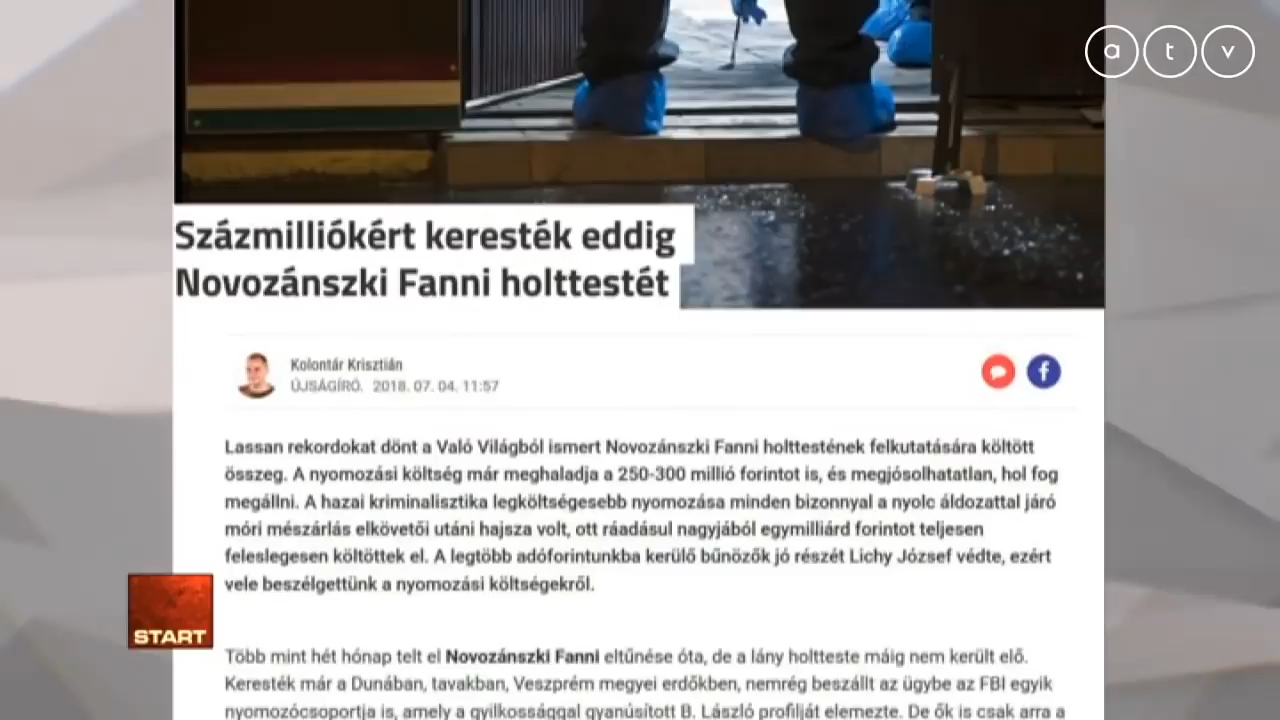 atv
Százmilliókért keresték eddig
Novozánszki Fanni holttestét
Kolontár Krisztián
ÚJSÁGÍRÓ. 2018. 07. 04. 11:57
Lassan rekordokat dönt a Való Világból ismert Novozánszki Fanni holttestének felkutatására költött
összeg. A nyomozási költség már meghaladja a 250-300 millió forintot is, és megjósolhatatlan, hol fog
megállni. A hazai kriminalisztika legköltségesebb nyomozása minden bizonnyal a nyolc áldozattal járó
móri mészárlás elkövetői utáni hajsza volt, ott ráadásul nagyjából egymilliárd forintot teljesen
feleslegesen költöttek el. A legtöbb adóforintunkba kerülő bűnözők jó részét Lichy József védte, ezért
vele beszélgettünk a nyomozási költségekről.
START
Több mint hét hónap telt el Novozánszki Fanni eltűnése óta, de a lány holtteste máig nem került elő.
Keresték már a Dunában, tavakban, Veszprém megyei erdőkben, nemrég beszállt az ügybe az FBI egyik
nyomozócsoportja is, amely a gyilkossággal gyanúsított B. László profilját elemezte. De ők is csak arra a